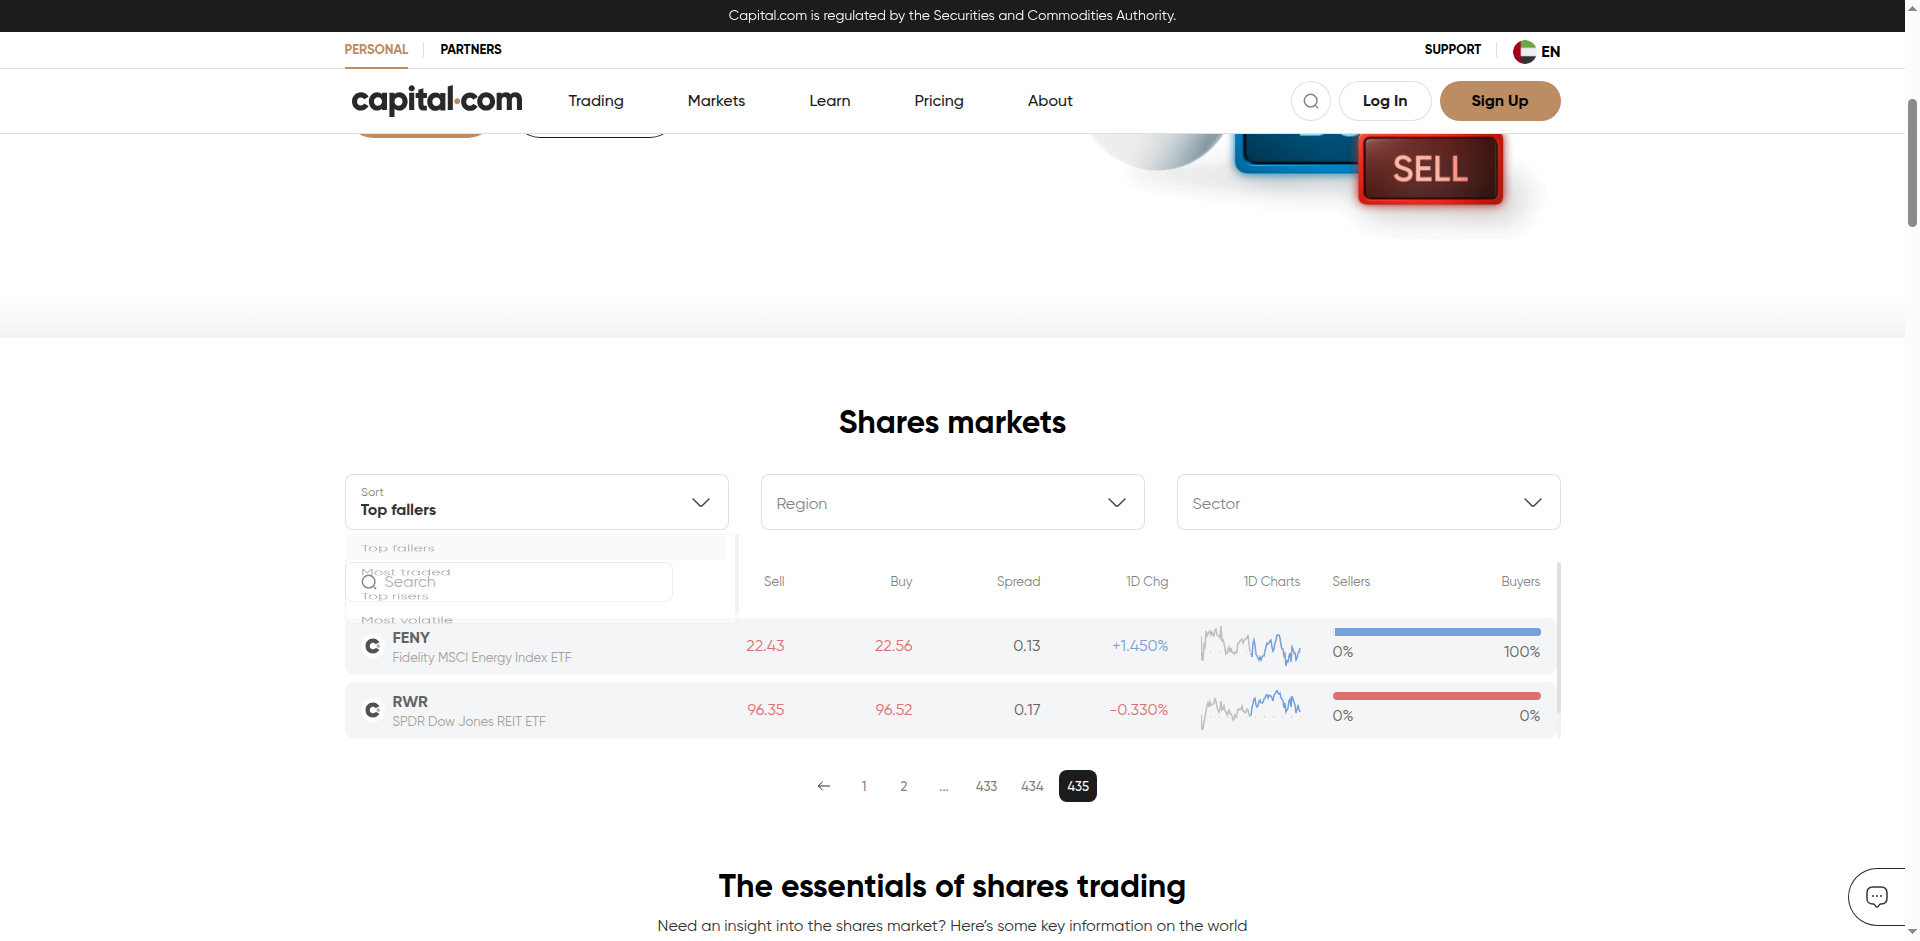 Capital.com is regulated by the Securities and Commodities Authority.
PERSONAL PARTNERS SUPPORT EN
capital.com Trading Markets Learn Pricing About Log In Sign Up
SELL
Shares markets
Sort
Top fallers Region Sector
Top fallers
Most traded
Search Sell Buy Spread 1D Chg 1D Charts Sellers Buyers
Top risers
Most volatile
FENY
Fidelity MSCI Energy Index ETF 22.43 22.56 0.13 +1.450% 0% 100%
RWR
SPDR Dow Jones REIT ETF 96.35 96.52 0.17 -0.330% 0% 0%
1 2 ... 433 434 435
The essentials of shares trading
Need an insight into the shares market? Here's some key information on the world